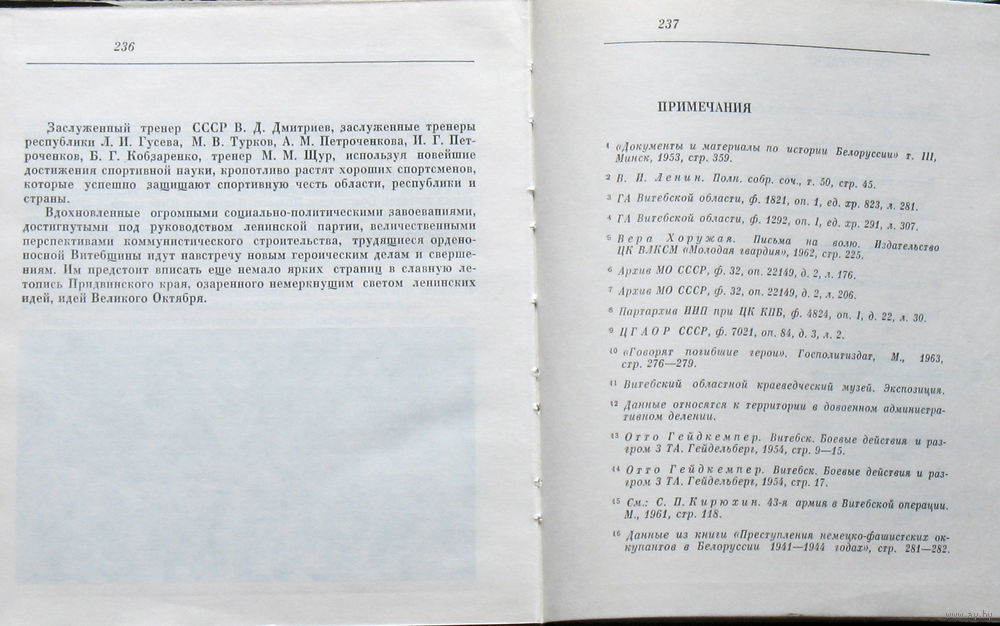 236
Заслуженный тренер СССР В. Д. Дмитриев, заслуженные тренеры
республики Л. И. Гусева, М. В. Турков, А. М. Петроченкова, И. Г. Пет-
роченков, Б. Г. Кобзаренко, тренер М. М. Щур, используя новейшие
достижения спортивной науки, кропотливо растят хороших спортсменов,
которые успешно защищают спортивную честь области, республики и
страны.
Вдохновленные огромными социально-политическими завоеваниями,
достигнутыми под руководством ленинской партии, величественными
перспективами коммунистического строительства, трудящиеся ордено-
носной Витебщины идут навстречу новым героическим делам и сверше-
ниям. Им предстоит вписать еще немало ярких страниц в славную ле-
топись Придвинского края, озаренного немеркнущим светом ленинских
идей, идей Великого Октября.
237
ПРИМЕЧАНИЯ
1 «Документы и материалы по истории Белоруссии» т. III,
Минск, 1953, стр. 359.
2 В. И. Ленин. Полн. собр. соч., т. 50, стр. 45.
3 ГА Витебской области, ф. 1821, оп. 1, ед. хр. 823, л. 281.
4 ГА Витебской области, ф. 1292, оп. 1, ед. хр. 291, л. 307.
5 Вера Хоружая. Письма на волю. Издательство
ЦК ВЛКСМ «Молодая гвардия», 1962, стр. 225.
6 Архив МО СССР, ф. 32, оп. 22149, д. 2, л. 176.
7 Архив МО СССР, ф. 32, оп. 22149, д. 2, л. 206.
8 Партархив ИИП при ЦК КПБ, ф. 4824, оп. 1, д. 22, л. 30.
9 ЦГАОР СССР, ф. 7021, оп. 84, д. 3, л. 2.
10 «Говорят погибшие герои». Госполитиздат, М., 1963,
стр. 276—279.
11 Витебский областной краеведческий музей. Экспозиция.
12 Данные относятся к территории в довоенном администра-
тивном делении.
13 Отто Гейдкемпер. Витебск. Боевые действия и раз-
гром 3 ТА. Гейдельберг, 1954, стр. 9—15.
14 Отто Гейдкемпер. Витебск. Боевые действия и раз-
гром 3 ТА. Гейдельберг, 1954, стр. 17.
15 См.: С. П. Кирюхин. 43-я армия в Витебской операции.
М., 1961, стр. 118.
16 Данные из книги «Преступления немецко-фашистских ок-
купантов в Белоруссии 1941—1944 годах», стр. 281—282.
www.ay.by